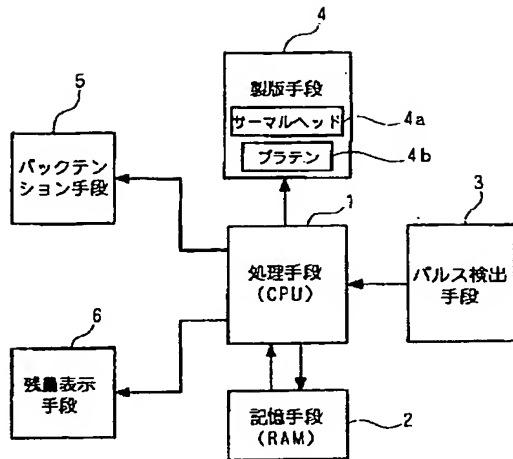 4
製版手段
サーマルヘッド
4a
プラテン
4b
5
バックテン
ション手段
1
処理手段
(CPU)
3
パルス検出
手段
6
残量表示
手段
記憶手段
(RAM)
2